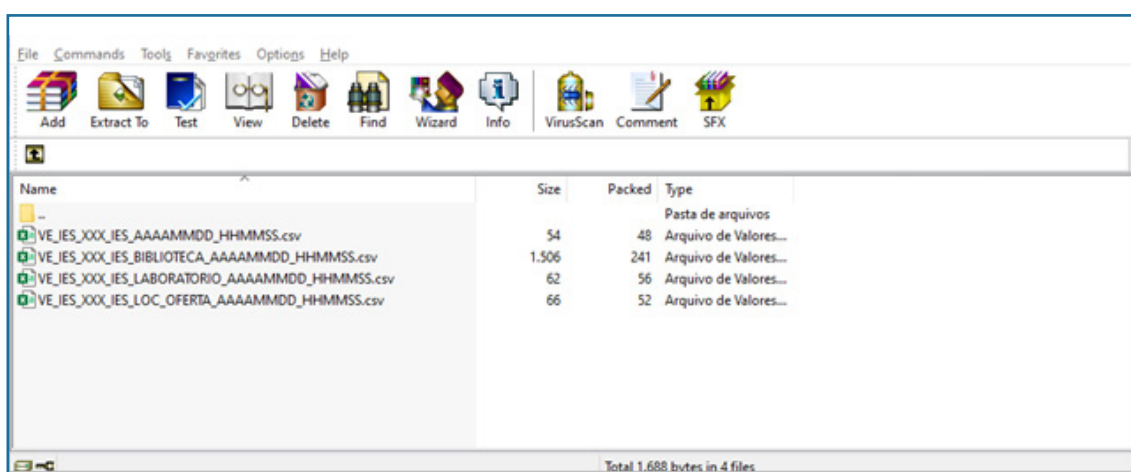 File Commands Tools Favorites Options Help
Add Extract To Test View Delete Find Wizard Info VirusScan Comment SFX
Name Size Packed Type
.. Pasta de arquivos
VE_IES_XXX_IES_AAAAMMDD_HHMMSS.csv 54 48 Arquivo de Valores...
VE_IES_XXX_IES_BIBLIOTECA_AAAAMMDD_HHMMSS.csv 1.506 241 Arquivo de Valores...
VE_IES_XXX_IES_LABORATORIO_AAAAMMDD_HHMMSS.csv 62 56 Arquivo de Valores...
VE_IES_XXX_IES_LOC_OFERTA_AAAAMMDD_HHMMSS.csv 66 52 Arquivo de Valores...
Total 1.688 bytes in 4 files